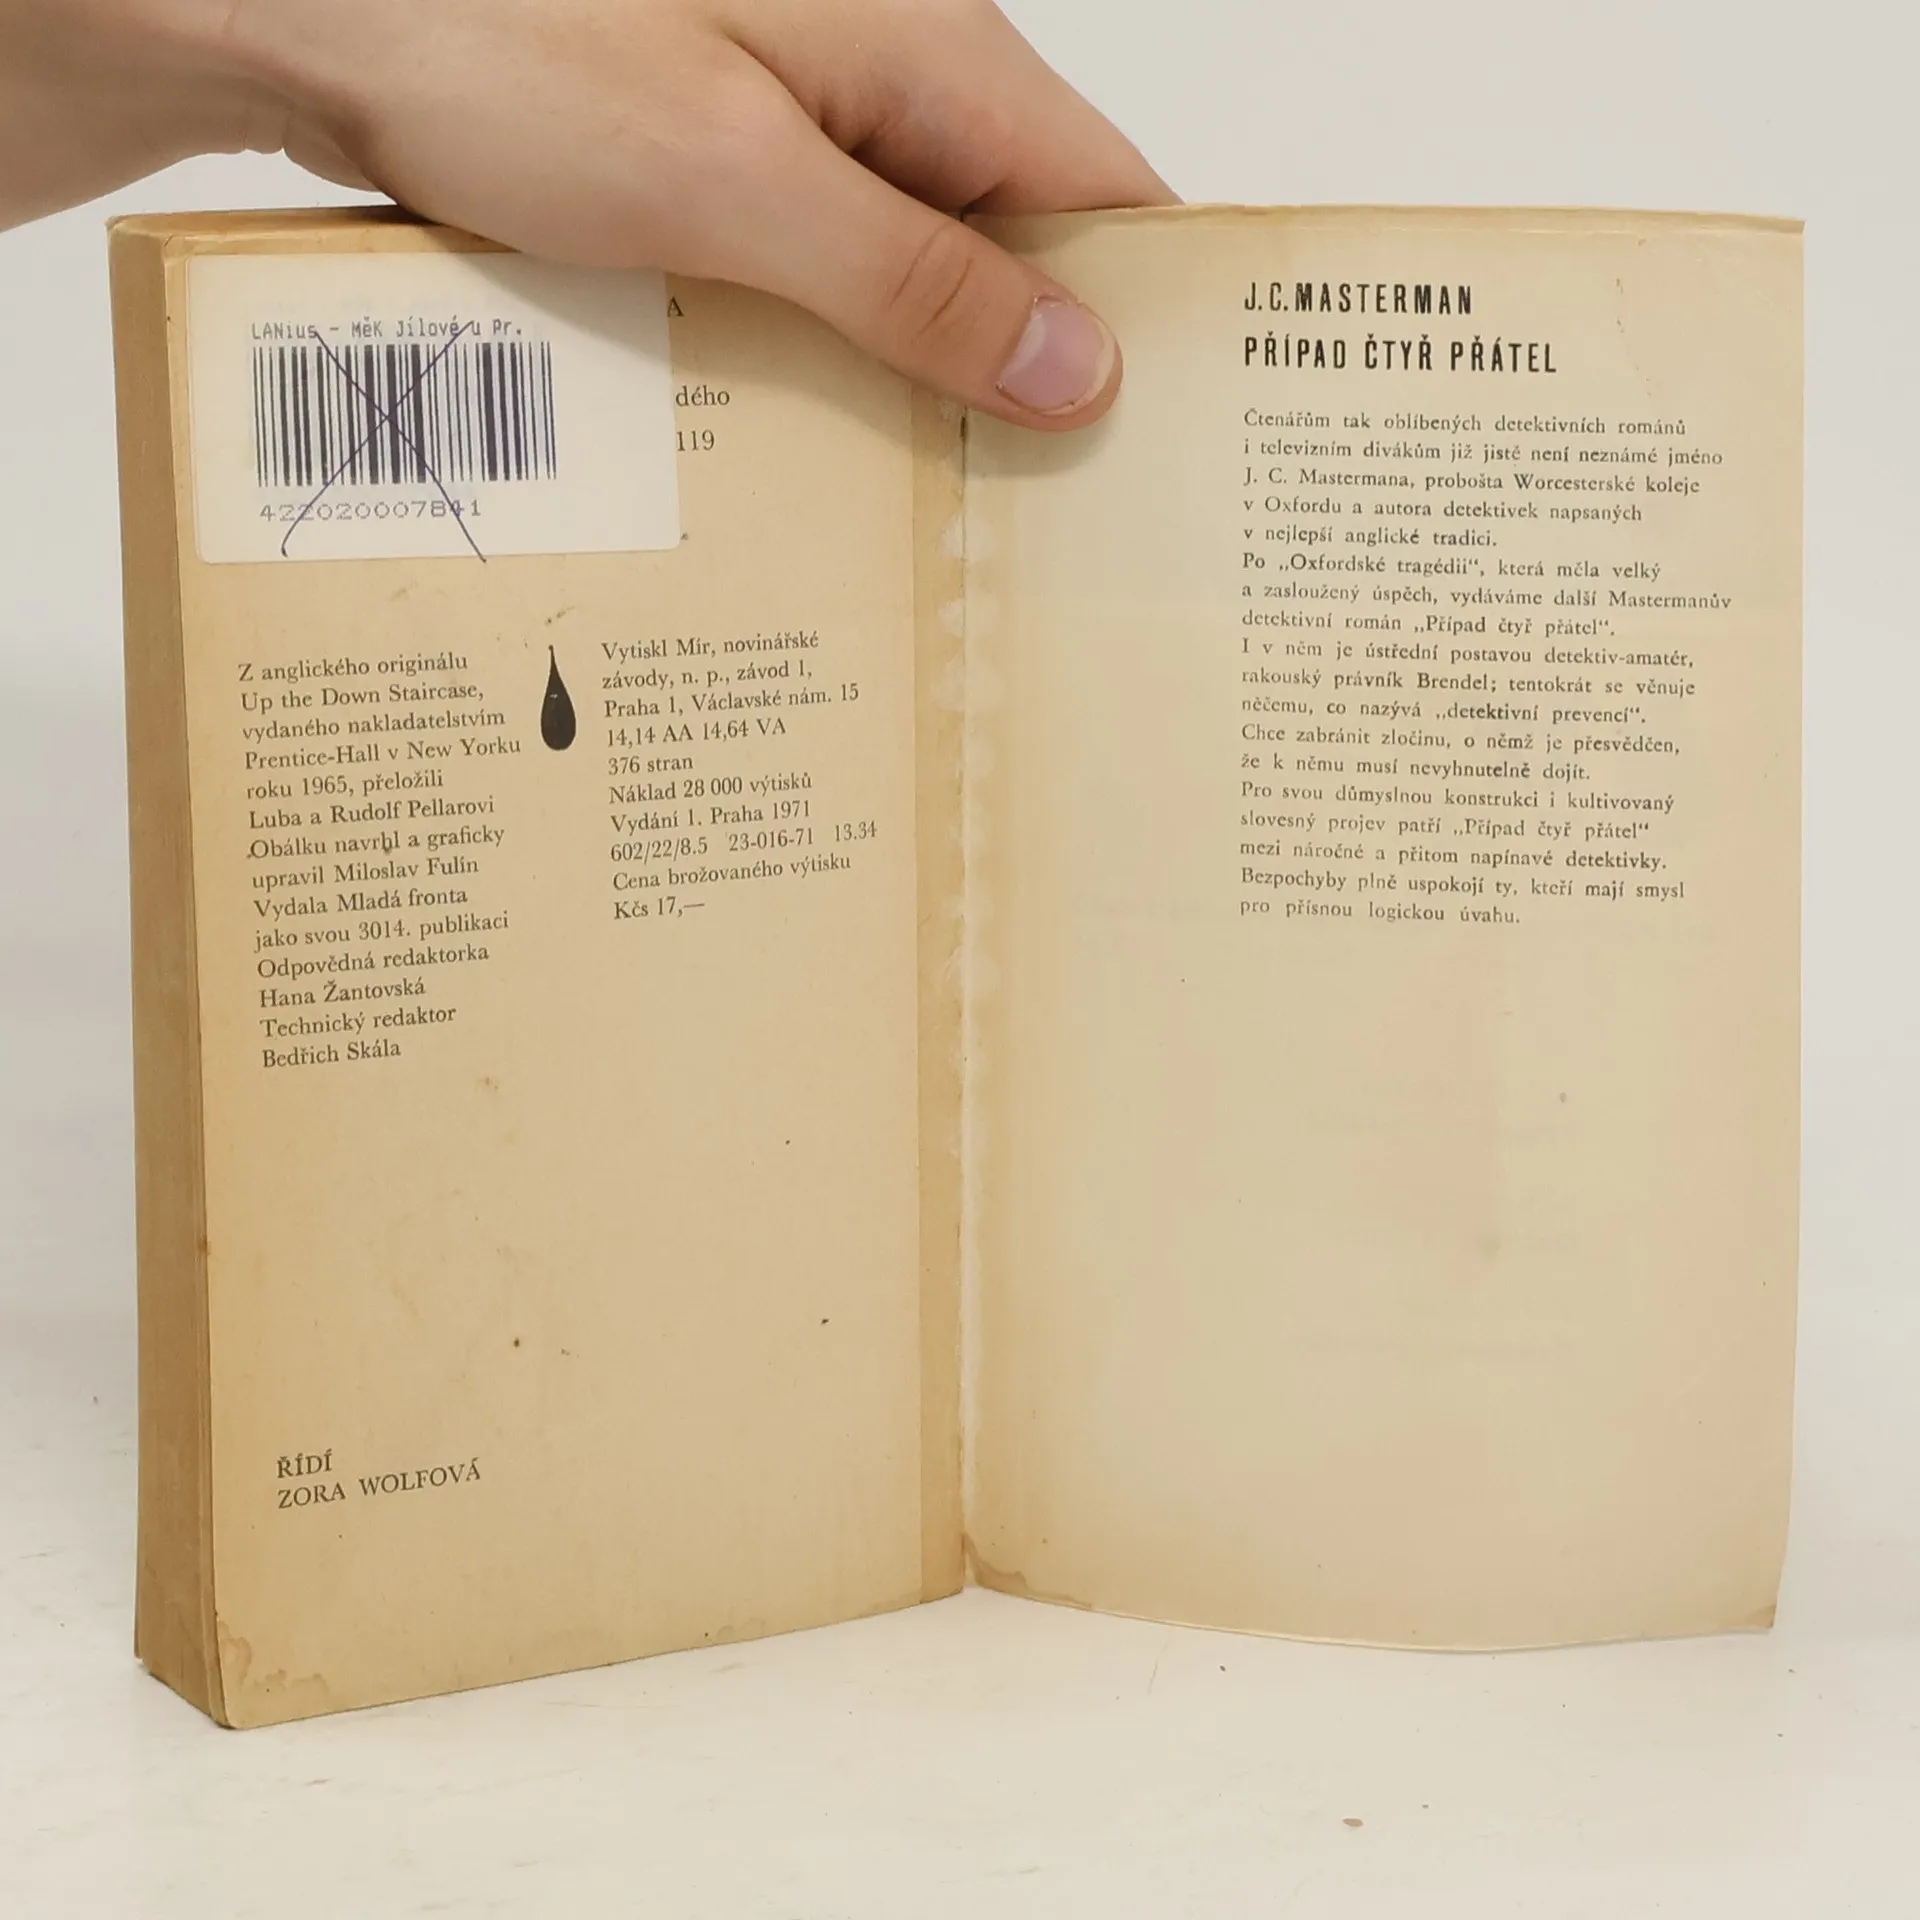 LANius - MěK Jílové u Pr.
422020007841
A
dého
119
Z anglického originálu
Up the Down Staircase,
vydaného nakladatelstvím
Prentice-Hall v New Yorku
roku 1965, přeložili
Luba a Rudolf Pellarovi
Obálku navrhl a graficky
upravil Miloslav Fulín
Vydala Mladá fronta
jako svou 3014. publikaci
Odpovědná redaktorka
Hana Žantovská
Technický redaktor
Bedřich Skála
Vytiskl Mír, novinářské
závody, n. p., závod 1,
Praha 1, Václavské nám. 15
14,14 AA 14,64 VA
376 stran
Náklad 28 000 výtisků
Vydání 1. Praha 1971
602/22/8.5 23-016-71 13.34
Cena brožovaného výtisku
Kčs 17,—
ŘÍDÍ
ZORA WOLFOVÁ
J.C.MASTERMAN
PŘÍPAD ČTYŘ PŘÁTEL
Čtenářům tak oblíbených detektivních románů
i televizním divákům již jistě není neznámé jméno
J. C. Mastermana, probošta Worcesterské koleje
v Oxfordu a autora detektivek napsaných
v nejlepší anglické tradici.
Po „Oxfordské tragédii“, která měla velký
a zasloužený úspěch, vydáváme další Mastermanův
detektivní román „Případ čtyř přátel“.
I v něm je ústřední postavou detektiv-amatér,
rakouský právník Brendel; tentokrát se věnuje
něčemu, co nazývá „detektivní prevencí“.
Chce zabránit zločinu, o němž je přesvědčen,
že k němu musí nevyhnutelně dojít.
Pro svou důmyslnou konstrukci i kultivovaný
slovesný projev patří „Případ čtyř přátel“
mezi náročné a přitom napínavé detektivky.
Bezpochyby plně uspokojí ty, kteří mají smysl
pro přísnou logickou úvahu.